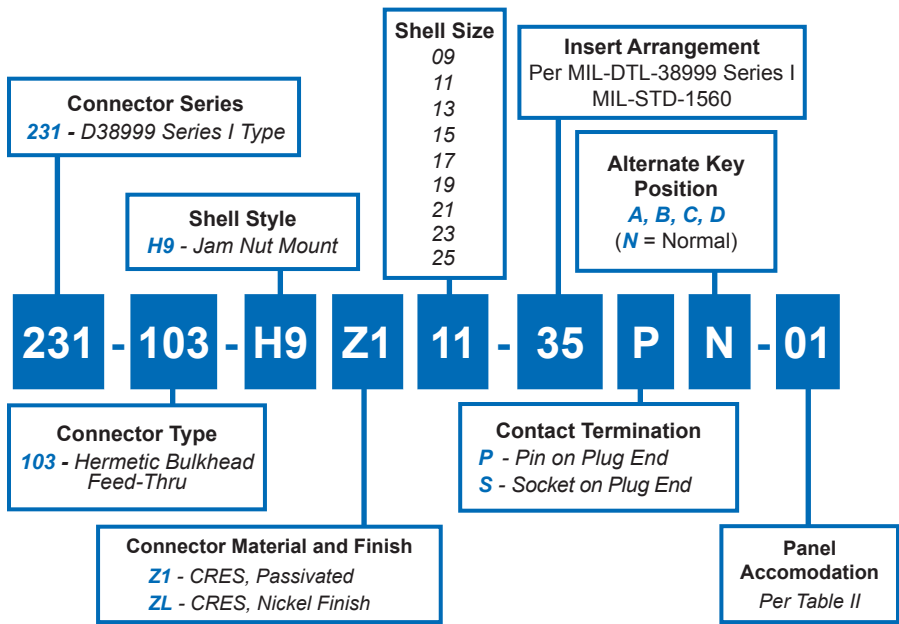 Connector Series
231 - D38999 Series I Type
Shell Style
H9 - Jam Nut Mount
Shell Size
09
11
13
15
17
19
21
23
25
Insert Arrangement
Per MIL-DTL-38999 Series I
MIL-STD-1560
Alternate Key
Position
A, B, C, D
(N = Normal)
231 - 103 - H9 Z1 11 - 35 P N - 01
Connector Type
103 - Hermetic Bulkhead
Feed-Thru
Connector Material and Finish
Z1 - CRES, Passivated
ZL - CRES, Nickel Finish
Contact Termination
P - Pin on Plug End
S - Socket on Plug End
Panel
Accomodation
Per Table II